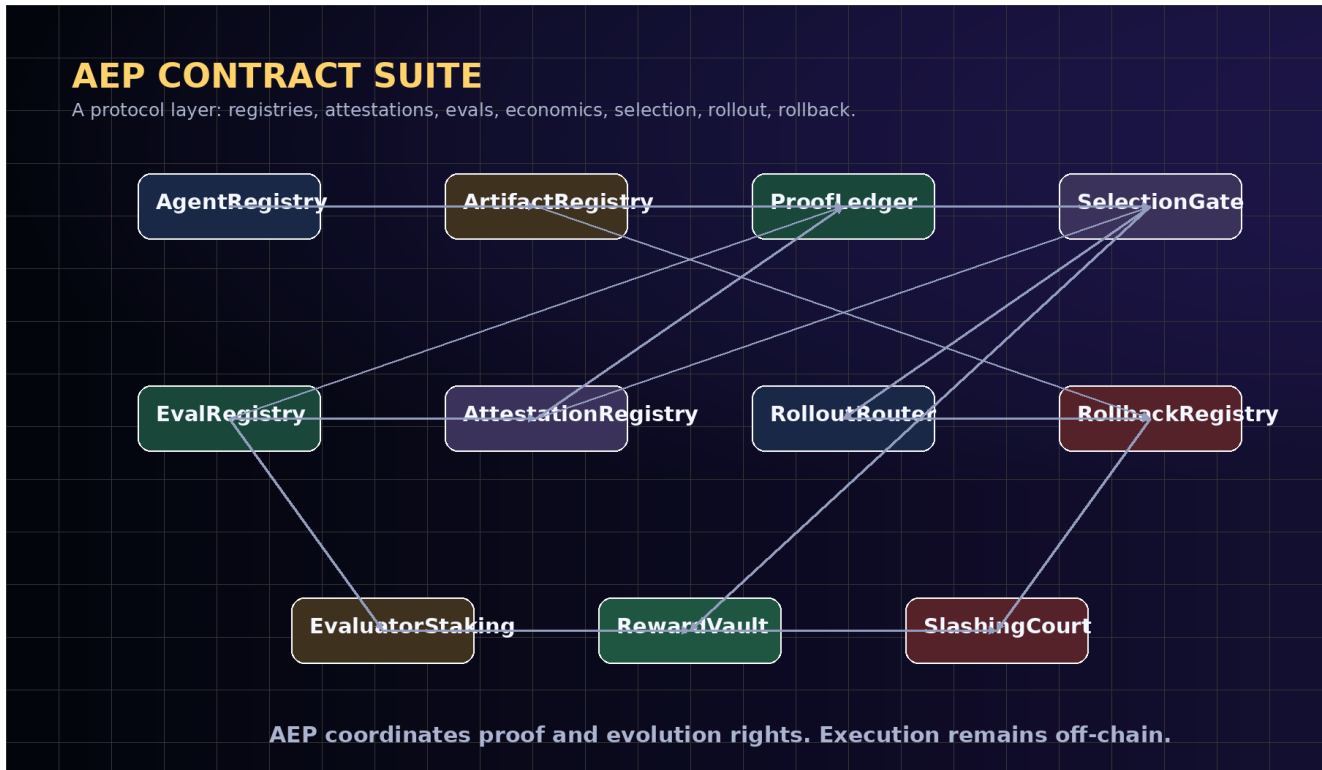 AEP CONTRACT SUITE
A protocol layer: registries, attestations, evals, economics, selection, rollout, rollback.
AgentRegistry
ArtifactRegistry
ProofLedger
SelectionGate
EvalRegistry
AttestationRegistry
RolloutRouter
RollbackRegistry
EvaluatorStaking
RewardVault
SlashingCourt
AEP coordinates proof and evolution rights. Execution remains off-chain.